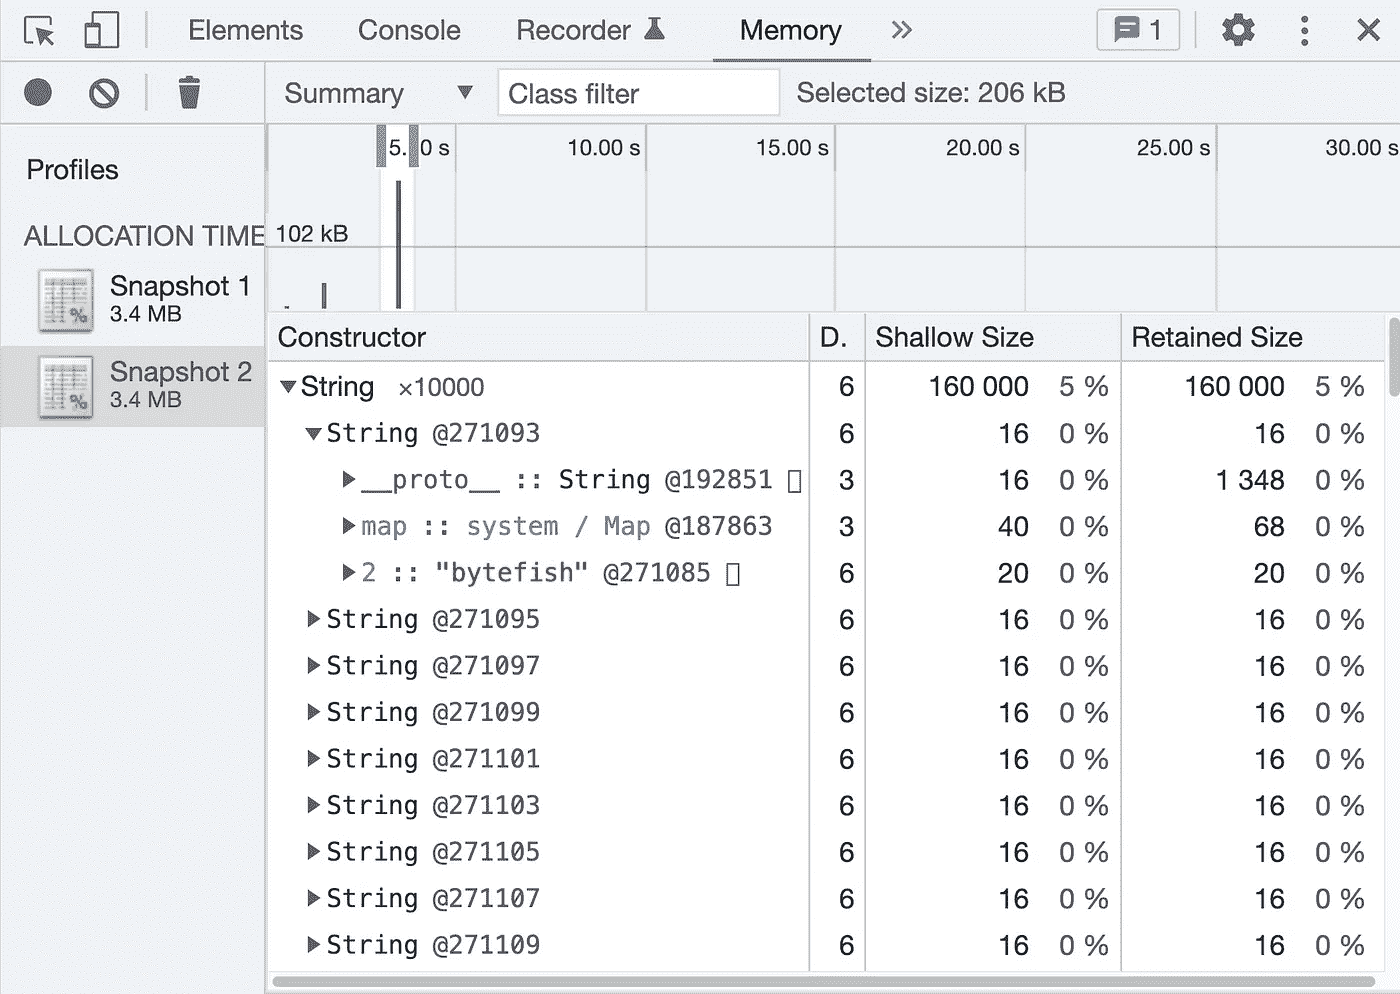 Elements Console Recorder Memory 1
Summary Class filter Selected size: 206 kB
Profiles
ALLOCATION TIME
Snapshot 1
3.4 MB
Snapshot 2
3.4 MB
5. 0 s 10.00 s 15.00 s 20.00 s 25.00 s 30.00 s
102 kB
Constructor D. Shallow Size Retained Size
String ×10000 6 160 000 5 % 160 000 5 %
String @271093 6 16 0 % 16 0 %
__proto__ :: String @192851 3 16 0 % 1 348 0 %
map :: system / Map @187863 3 40 0 % 68 0 %
2 :: "bytefish" @271085 6 20 0 % 20 0 %
String @271095 6 16 0 % 16 0 %
String @271097 6 16 0 % 16 0 %
String @271099 6 16 0 % 16 0 %
String @271101 6 16 0 % 16 0 %
String @271103 6 16 0 % 16 0 %
String @271105 6 16 0 % 16 0 %
String @271107 6 16 0 % 16 0 %
String @271109 6 16 0 % 16 0 %